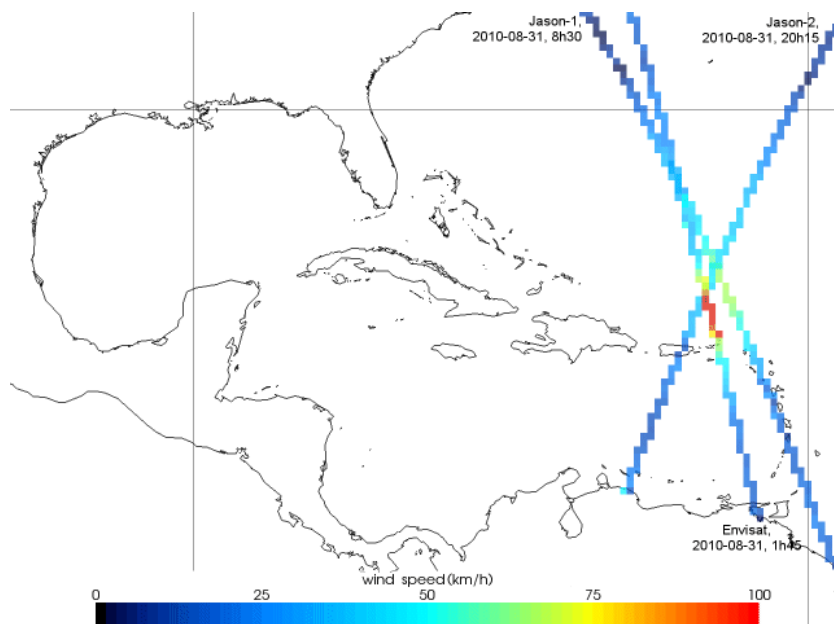 Jason-1,
2010-08-31, 8h30
Jason-2,
2010-08-31, 20h15
Envisat,
2010-08-31, 1h45
wind speed(km/h)
0 25 50 75 100